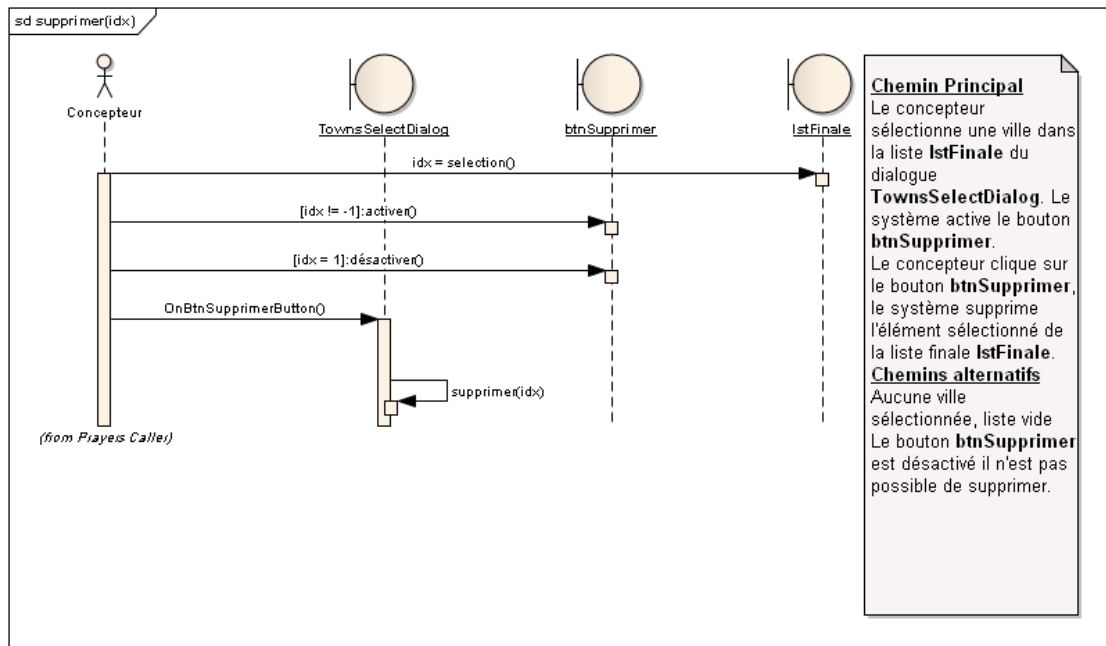 sd supprimer(idx)
Concepteur
TownsSelectDialog
btnSupprimer
lstFinale
idx = selection()
[idx != -1]:activer()
[idx = 1]:désactiver()
OnBtnSupprimerButton()
supprimer(idx)
(from Prayers Caller)
Chemin Principal
Le concepteur
sélectionne une ville dans
la liste lstFinale du
dialogue
TownsSelectDialog. Le
système active le bouton
btnSupprimer.
Le concepteur clique sur
le bouton btnSupprimer,
le système supprime
l'élément sélectionné de
la liste finale lstFinale.
Chemins alternatifs
Aucune ville
sélectionnée, liste vide
Le bouton btnSupprimer
est désactivé il n'est pas
possible de supprimer.